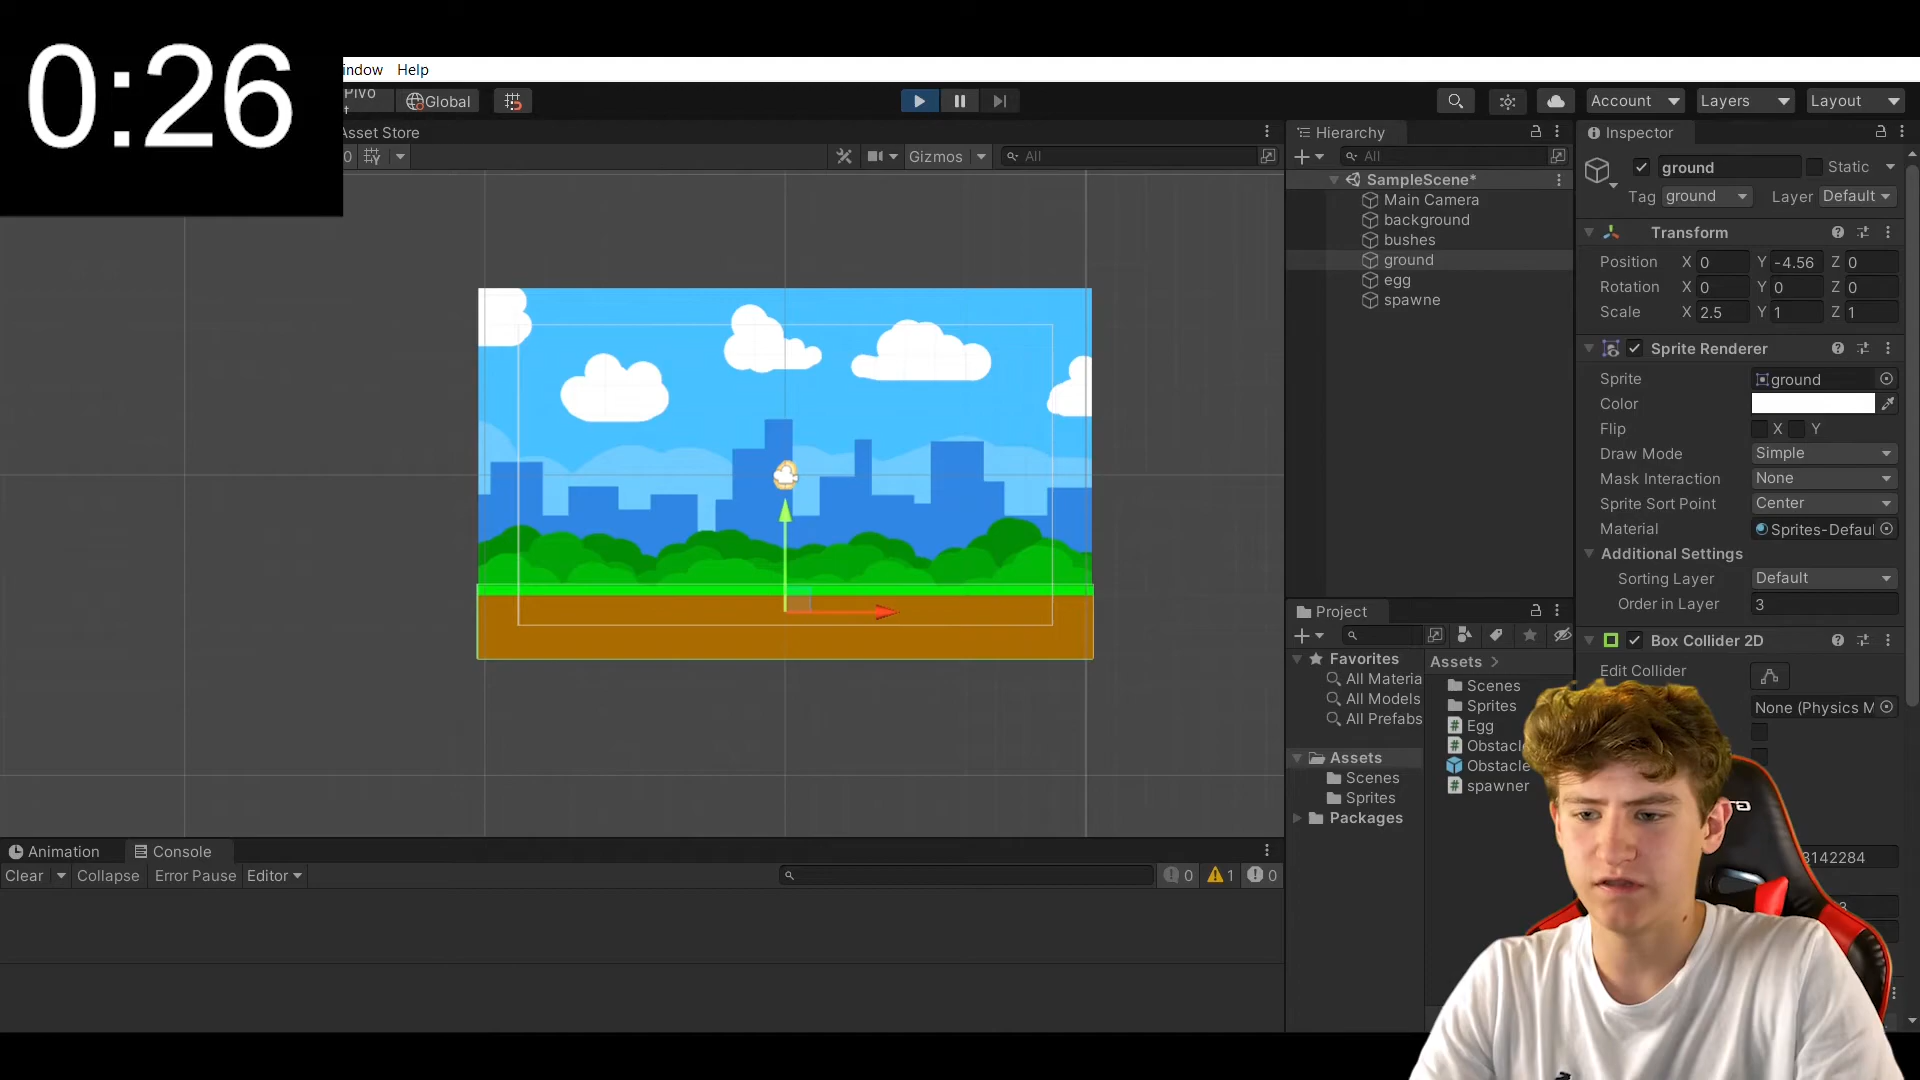 0:26
indow Help
Pivo
t
Global
Account
Layers
Layout
Asset Store
0
Gizmos
All
Hierarchy
All
SampleScene*
Main Camera
background
bushes
ground
egg
spawne
Inspector
ground
Static
Tag ground Layer Default
Transform
Position X 0 Y -4.56 Z 0
Rotation X 0 Y 0 Z 0
Scale X 2.5 Y 1 Z 1
Sprite Renderer
Sprite ground
Color
Flip X Y
Draw Mode Simple
Mask Interaction None
Sprite Sort Point Center
Material Sprites-Defaul
Additional Settings
Sorting Layer Default
Order in Layer 3
Box Collider 2D
Edit Collider
None (Physics M
3142284
3
Project
Favorites
All Materia
All Models
All Prefabs
Assets
Scenes
Sprites
Packages
Assets >
Scenes
Sprites
Egg
Obstacle
Obstacle
spawner
Animation
Console
Clear Collapse Error Pause Editor
0 1 0